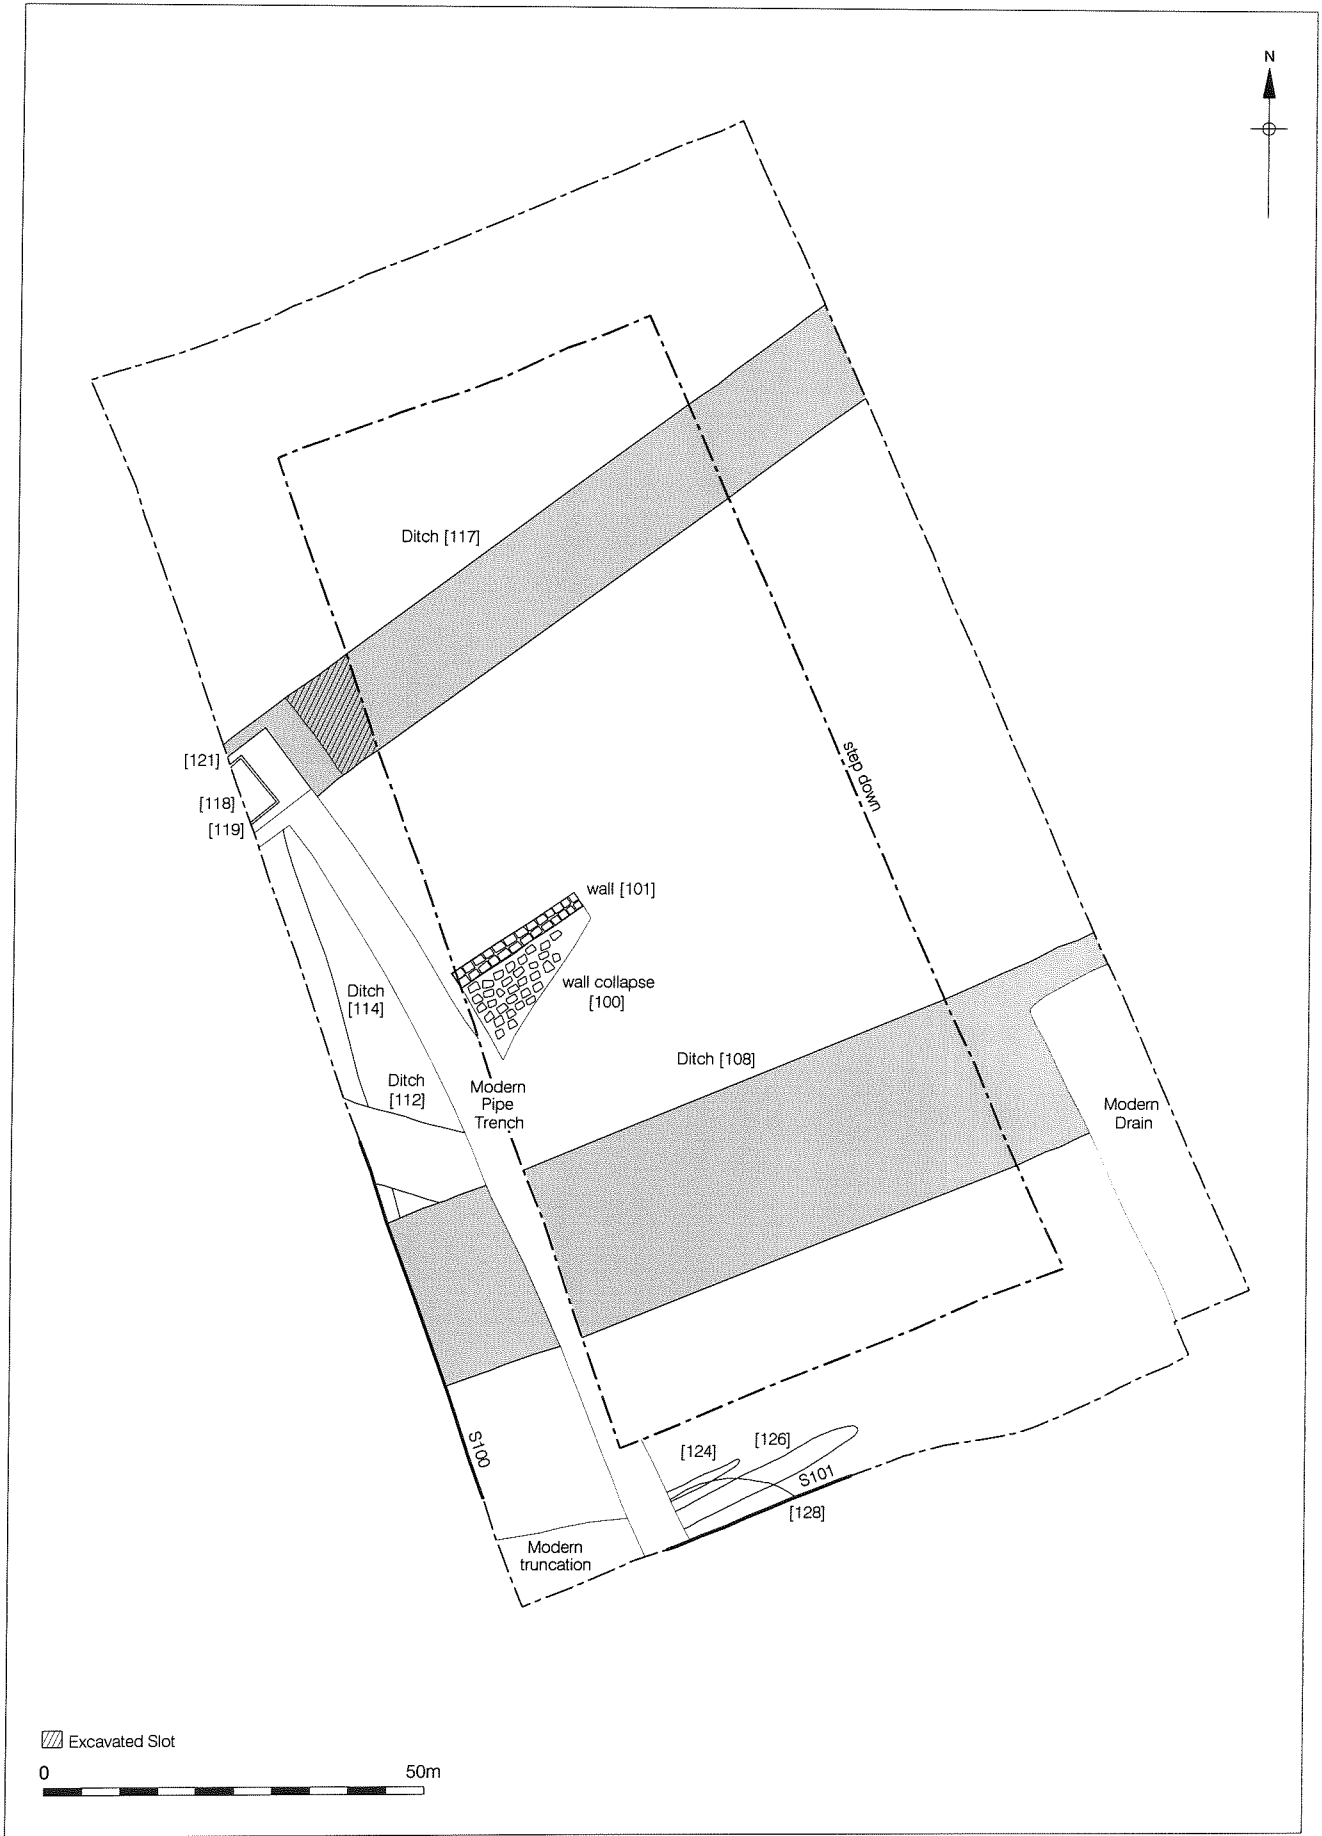 N
Ditch [117]
[121]
[118]
[119]
step down
wall [101]
wall collapse
[100]
Ditch
[114]
Ditch
[112]
Modern
Pipe
Trench
Ditch [108]
Modern
Drain
S100
[124]
[126]
S101
[128]
Modern
truncation
Excavated Slot
0 50m